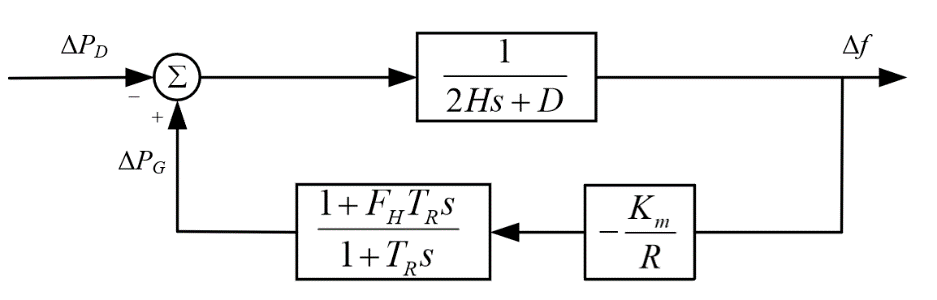 ΔP_D
Σ
−
+
1
2Hs + D
Δf
ΔP_G
1 + F_H T_R s
1 + T_R s
− K_m
R